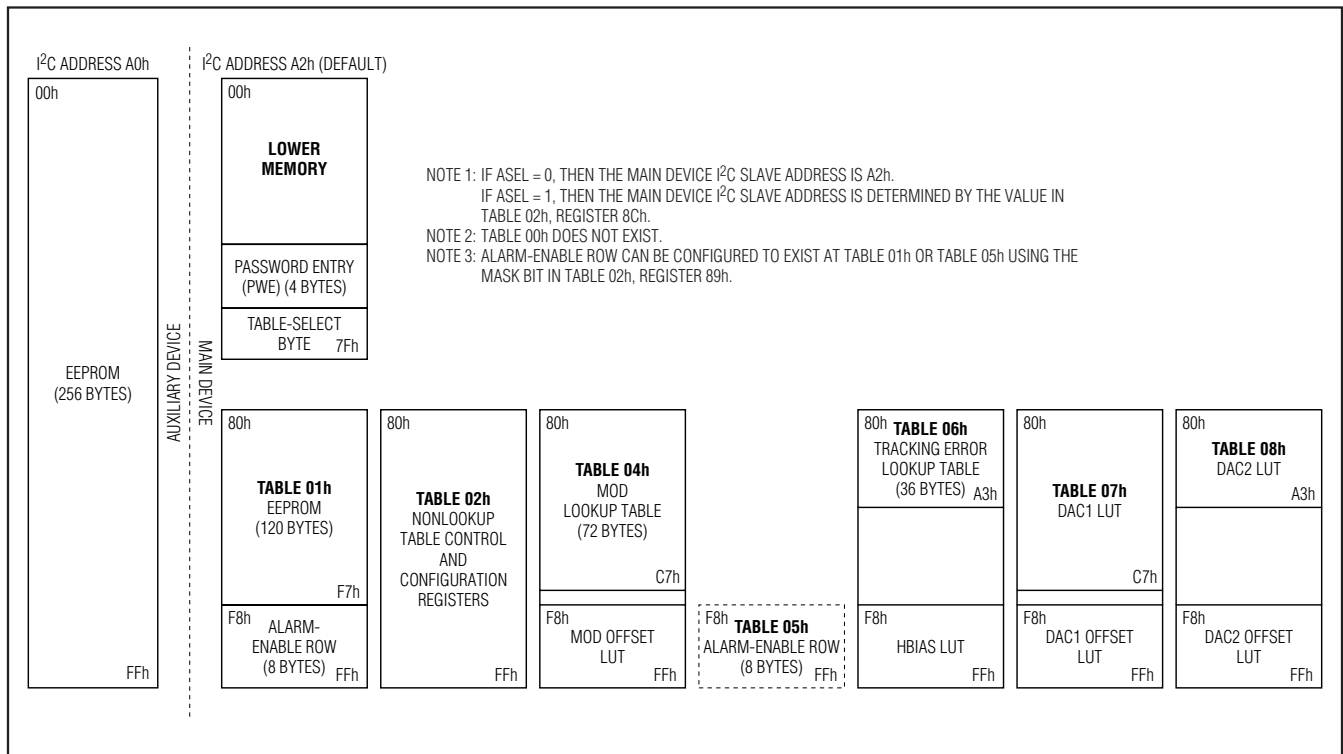 I2C ADDRESS A0h
00h
EEPROM
(256 BYTES)
FFh
AUXILIARY DEVICE
MAIN DEVICE
I2C ADDRESS A2h (DEFAULT)
00h
LOWER
MEMORY
PASSWORD ENTRY
(PWE) (4 BYTES)
TABLE-SELECT
BYTE
7Fh
NOTE 1: IF ASEL = 0, THEN THE MAIN DEVICE I2C SLAVE ADDRESS IS A2h.
IF ASEL = 1, THEN THE MAIN DEVICE I2C SLAVE ADDRESS IS DETERMINED BY THE VALUE IN
TABLE 02h, REGISTER 8Ch.
NOTE 2: TABLE 00h DOES NOT EXIST.
NOTE 3: ALARM-ENABLE ROW CAN BE CONFIGURED TO EXIST AT TABLE 01h OR TABLE 05h USING THE
MASK BIT IN TABLE 02h, REGISTER 89h.
80h
TABLE 01h
EEPROM
(120 BYTES)
F7h
F8h
ALARM-
ENABLE ROW
(8 BYTES)
FFh
80h
TABLE 02h
NONLOOKUP
TABLE CONTROL
AND
CONFIGURATION
REGISTERS
FFh
80h
TABLE 04h
MOD
LOOKUP TABLE
(72 BYTES)
C7h
F8h
MOD OFFSET
LUT
FFh
F8h
TABLE 05h
ALARM-ENABLE ROW
(8 BYTES)
FFh
80h
TABLE 06h
TRACKING ERROR
LOOKUP TABLE
(36 BYTES)
A3h
F8h
HBIAS LUT
FFh
80h
TABLE 07h
DAC1 LUT
C7h
F8h
DAC1 OFFSET
LUT
FFh
80h
TABLE 08h
DAC2 LUT
A3h
F8h
DAC2 OFFSET
LUT
FFh